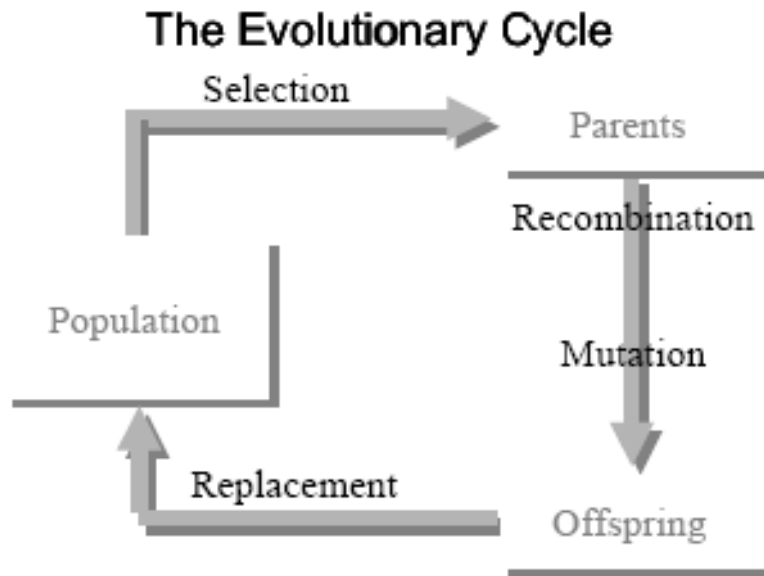 The Evolutionary Cycle
Selection
Parents
Recombination
Population
Mutation
Replacement
Offspring